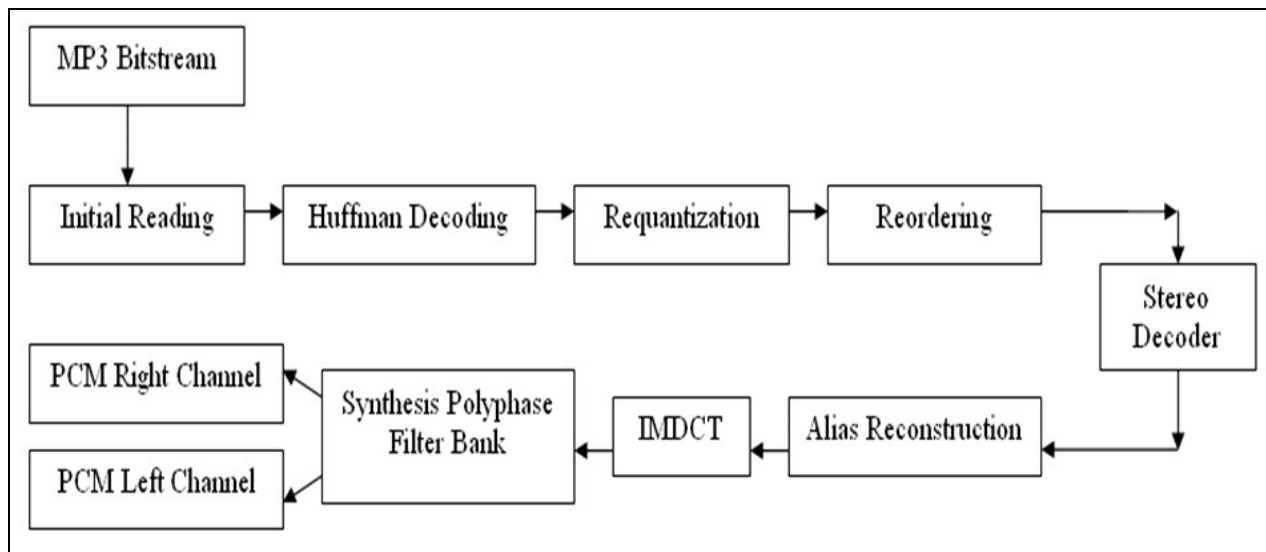 MP3 Bitstream
Initial Reading
Huffman Decoding
Requantization
Reordering
Stereo
Decoder
Alias Reconstruction
IMDCT
Synthesis Polyphase
Filter Bank
PCM Right Channel
PCM Left Channel